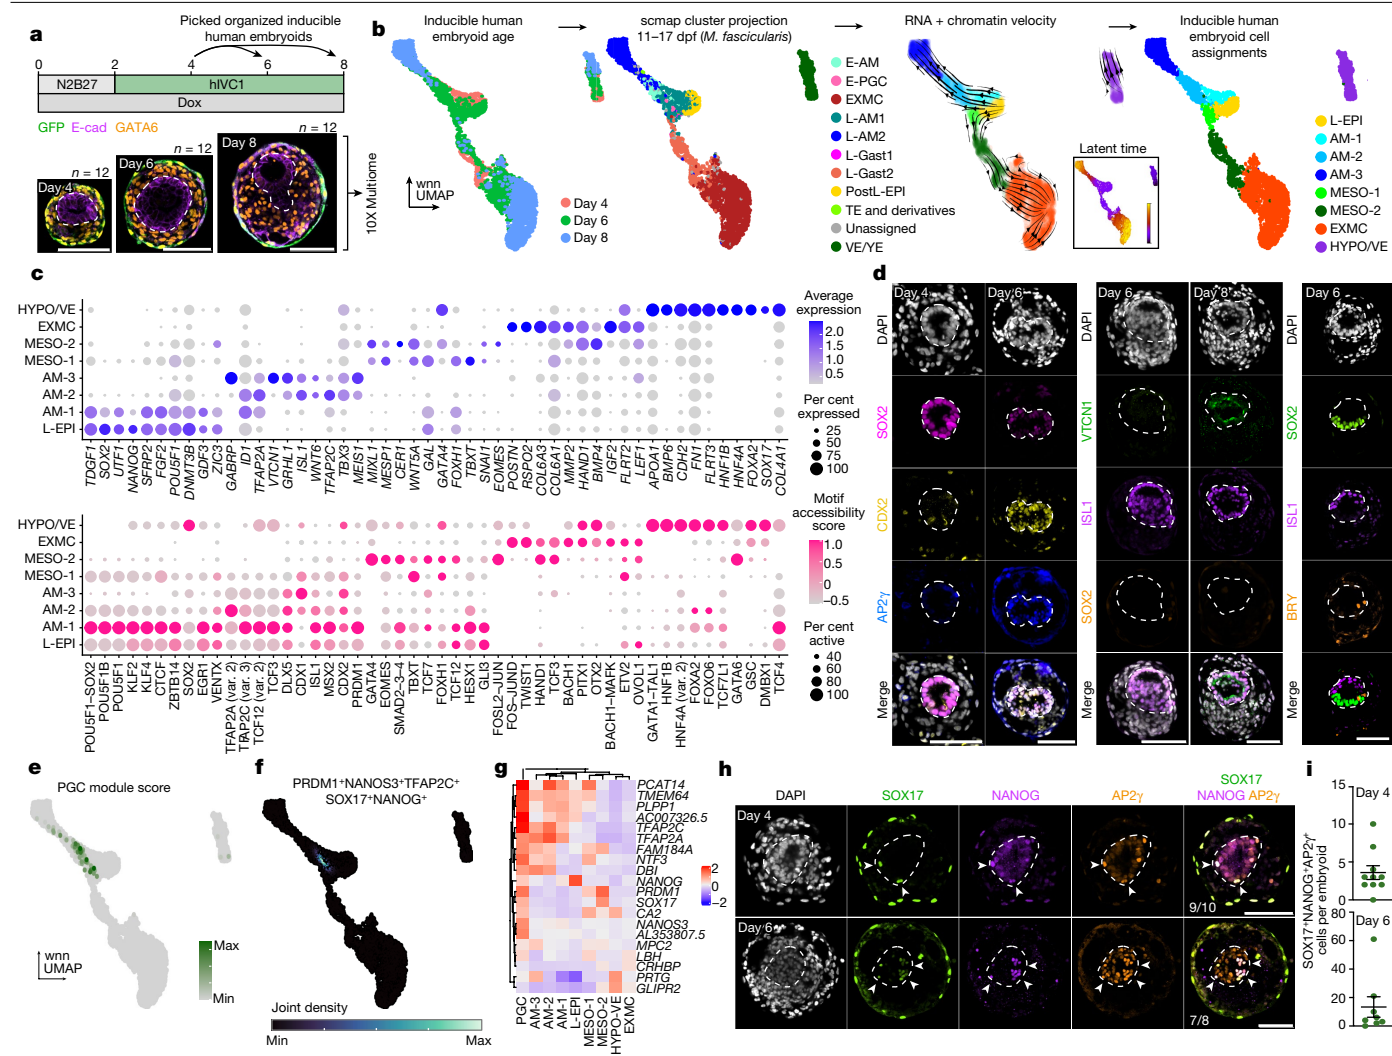 a
Picked organized inducible
human embryoids
0 2 4 6 8
N2B27 hIVC1
Dox
GFP E-cad GATA6
Day 4 n = 12
Day 6 n = 12
Day 8 n = 12
10X Multiome
b
Inducible human
embryoid age
scmap cluster projection
11–17 dpf (M. fascicularis)
RNA + chromatin velocity
Inducible human
embryoid cell
assignments
wnn
UMAP
Day 4
Day 6
Day 8
E-AM
E-PGC
EXMC
L-AM1
L-AM2
L-Gast1
L-Gast2
PostL-EPI
TE and derivatives
Unassigned
VE/YE
Latent time
L-EPI
AM-1
AM-2
AM-3
MESO-1
MESO-2
EXMC
HYPO/VE
c
HYPO/VE
EXMC
MESO-2
MESO-1
AM-3
AM-2
AM-1
L-EPI
TDGF1 SOX2 UTF1 NANOG SFRP2 FGF2 POU5F1 DNMT3B GDF3 ZIC3 GABRP ID1 TFAP2A VTCN1 GRHL1 ISL1 WNT6 TFAP2C TBX3 MEIS1 MIXL1 MESP1 CER1 WNT5A GAL GATA4 FOXH1 TBXT SNAI1 EOMES POSTN RSPO2 COL6A3 COL6A1 MMP2 HAND1 BMP4 IGF2 FLRT2 LEF1 APOA1 BMP6 CDH2 FN1 FLRT3 HNF1B HNF4A FOXA2 SOX17 COL4A1
Average
expression
2.0
1.5
1.0
0.5
Per cent
expressed
25
50
75
100
HYPO/VE
EXMC
MESO-2
MESO-1
AM-3
AM-2
AM-1
L-EPI
POU5F1–SOX2 POU5F1B POU5F1 KLF2 KLF4 CTCF ZBTB14 SOX2 EGR1 VENTX TFAP2A (var. 2) TFAP2C (var. 3) TCF12 (var. 2) TCF3 DLX5 CDX1 ISL1 MSX2 CDX2 PRDM1 GATA4 EOMES SMAD2–3–4 TBXT TCF7 FOXH1 TCF12 HESX1 GLI3 FOSL2–JUN FOS–JUND TWIST1 HAND1 TCF3 BACH1 PITX1 OTX2 BACH1–MAFK ETV2 OVOL1 GATA1–TAL1 HNF1B HNF4A (var. 2) FOXA2 FOXO6 TCF7L1 GATA6 GSC DMBX1 TCF4
Motif
accessibility
score
1.0
0.5
0
−0.5
Per cent
active
40
60
80
100
d
Day 4 Day 6 Day 6 Day 8 Day 6
DAPI DAPI DAPI
SOX2 VTCN1 SOX2
CDX2 ISL1 ISL1
AP2γ SOX2 BRY
Merge Merge Merge
e
PGC module score
wnn
UMAP
Max
Min
f
PRDM1+NANOS3+TFAP2C+
SOX17+NANOG+
Joint density
Min Max
g
PCAT14
TMEM64
PLPP1
AC007326.5
TFAP2C
TFAP2A
FAM184A
NTF3
DBI
NANOG
PRDM1
SOX17
CA2
NANOS3
AL353807.5
MPC2
LBH
CRHBP
PRTG
GLIPR2
PGC AM-3 AM-2 AM-1 L-EPI MESO-1 MESO-2 HYPO-VE EXMC
2
0
−2
h
DAPI SOX17 NANOG AP2γ SOX17
NANOG AP2γ
Day 4
9/10
Day 6
7/8
i
SOX17+NANOG+AP2γ+
cells per embryoid
Day 4
15
10
5
0
Day 6
80
60
40
20
0